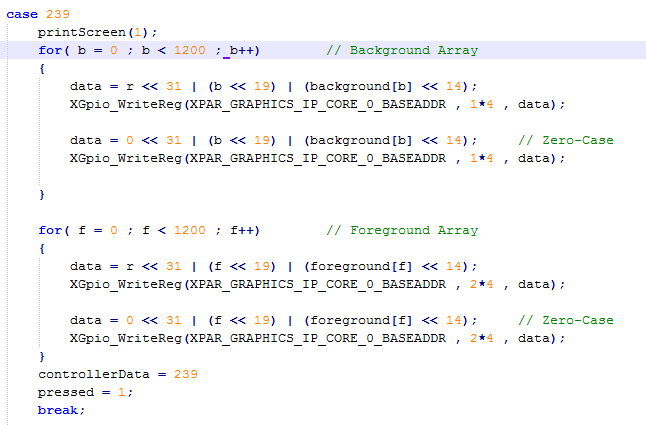 case 239
printScreen(1);
for( b = 0 ; b < 1200 ; b++) // Background Array
{
data = r << 31 | (b << 19) | (background[b] << 14);
XGpio_WriteReg(XPAR_GRAPHICS_IP_CORE_0_BASEADDR , 1*4 , data);
data = 0 << 31 | (b << 19) | (background[b] << 14); // Zero-Case
XGpio_WriteReg(XPAR_GRAPHICS_IP_CORE_0_BASEADDR , 1*4 , data);
}
for( f = 0 ; f < 1200 ; f++) // Foreground Array
{
data = r << 31 | (f << 19) | (foreground[f] << 14);
XGpio_WriteReg(XPAR_GRAPHICS_IP_CORE_0_BASEADDR , 2*4 , data);
data = 0 << 31 | (f << 19) | (foreground[f] << 14); // Zero-Case
XGpio_WriteReg(XPAR_GRAPHICS_IP_CORE_0_BASEADDR , 2*4 , data);
}
controllerData = 239
pressed = 1;
break;